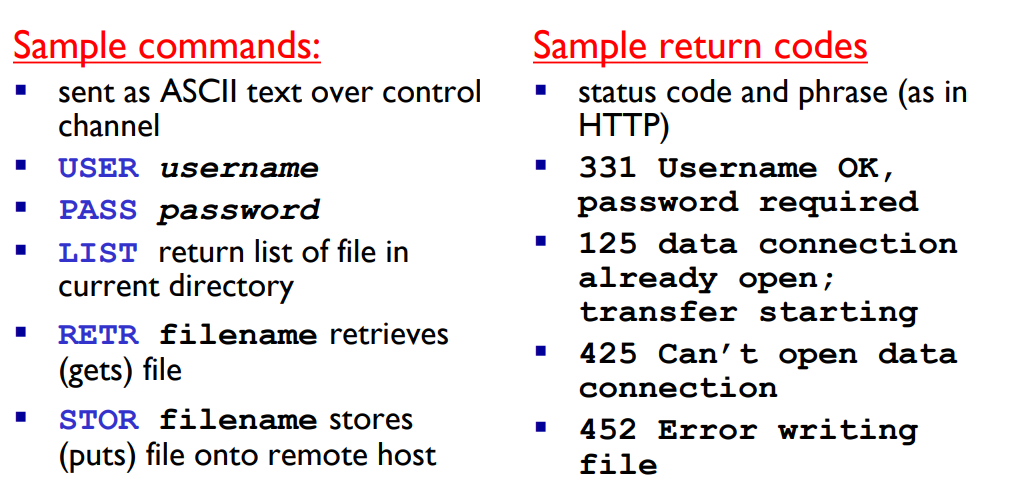 Sample commands:
sent as ASCII text over control
channel
USER username
PASS password
LIST return list of file in
current directory
RETR filename retrieves
(gets) file
STOR filename stores
(puts) file onto remote host
Sample return codes
status code and phrase (as in
HTTP)
331 Username OK,
password required
125 data connection
already open;
transfer starting
425 Can’t open data
connection
452 Error writing
file